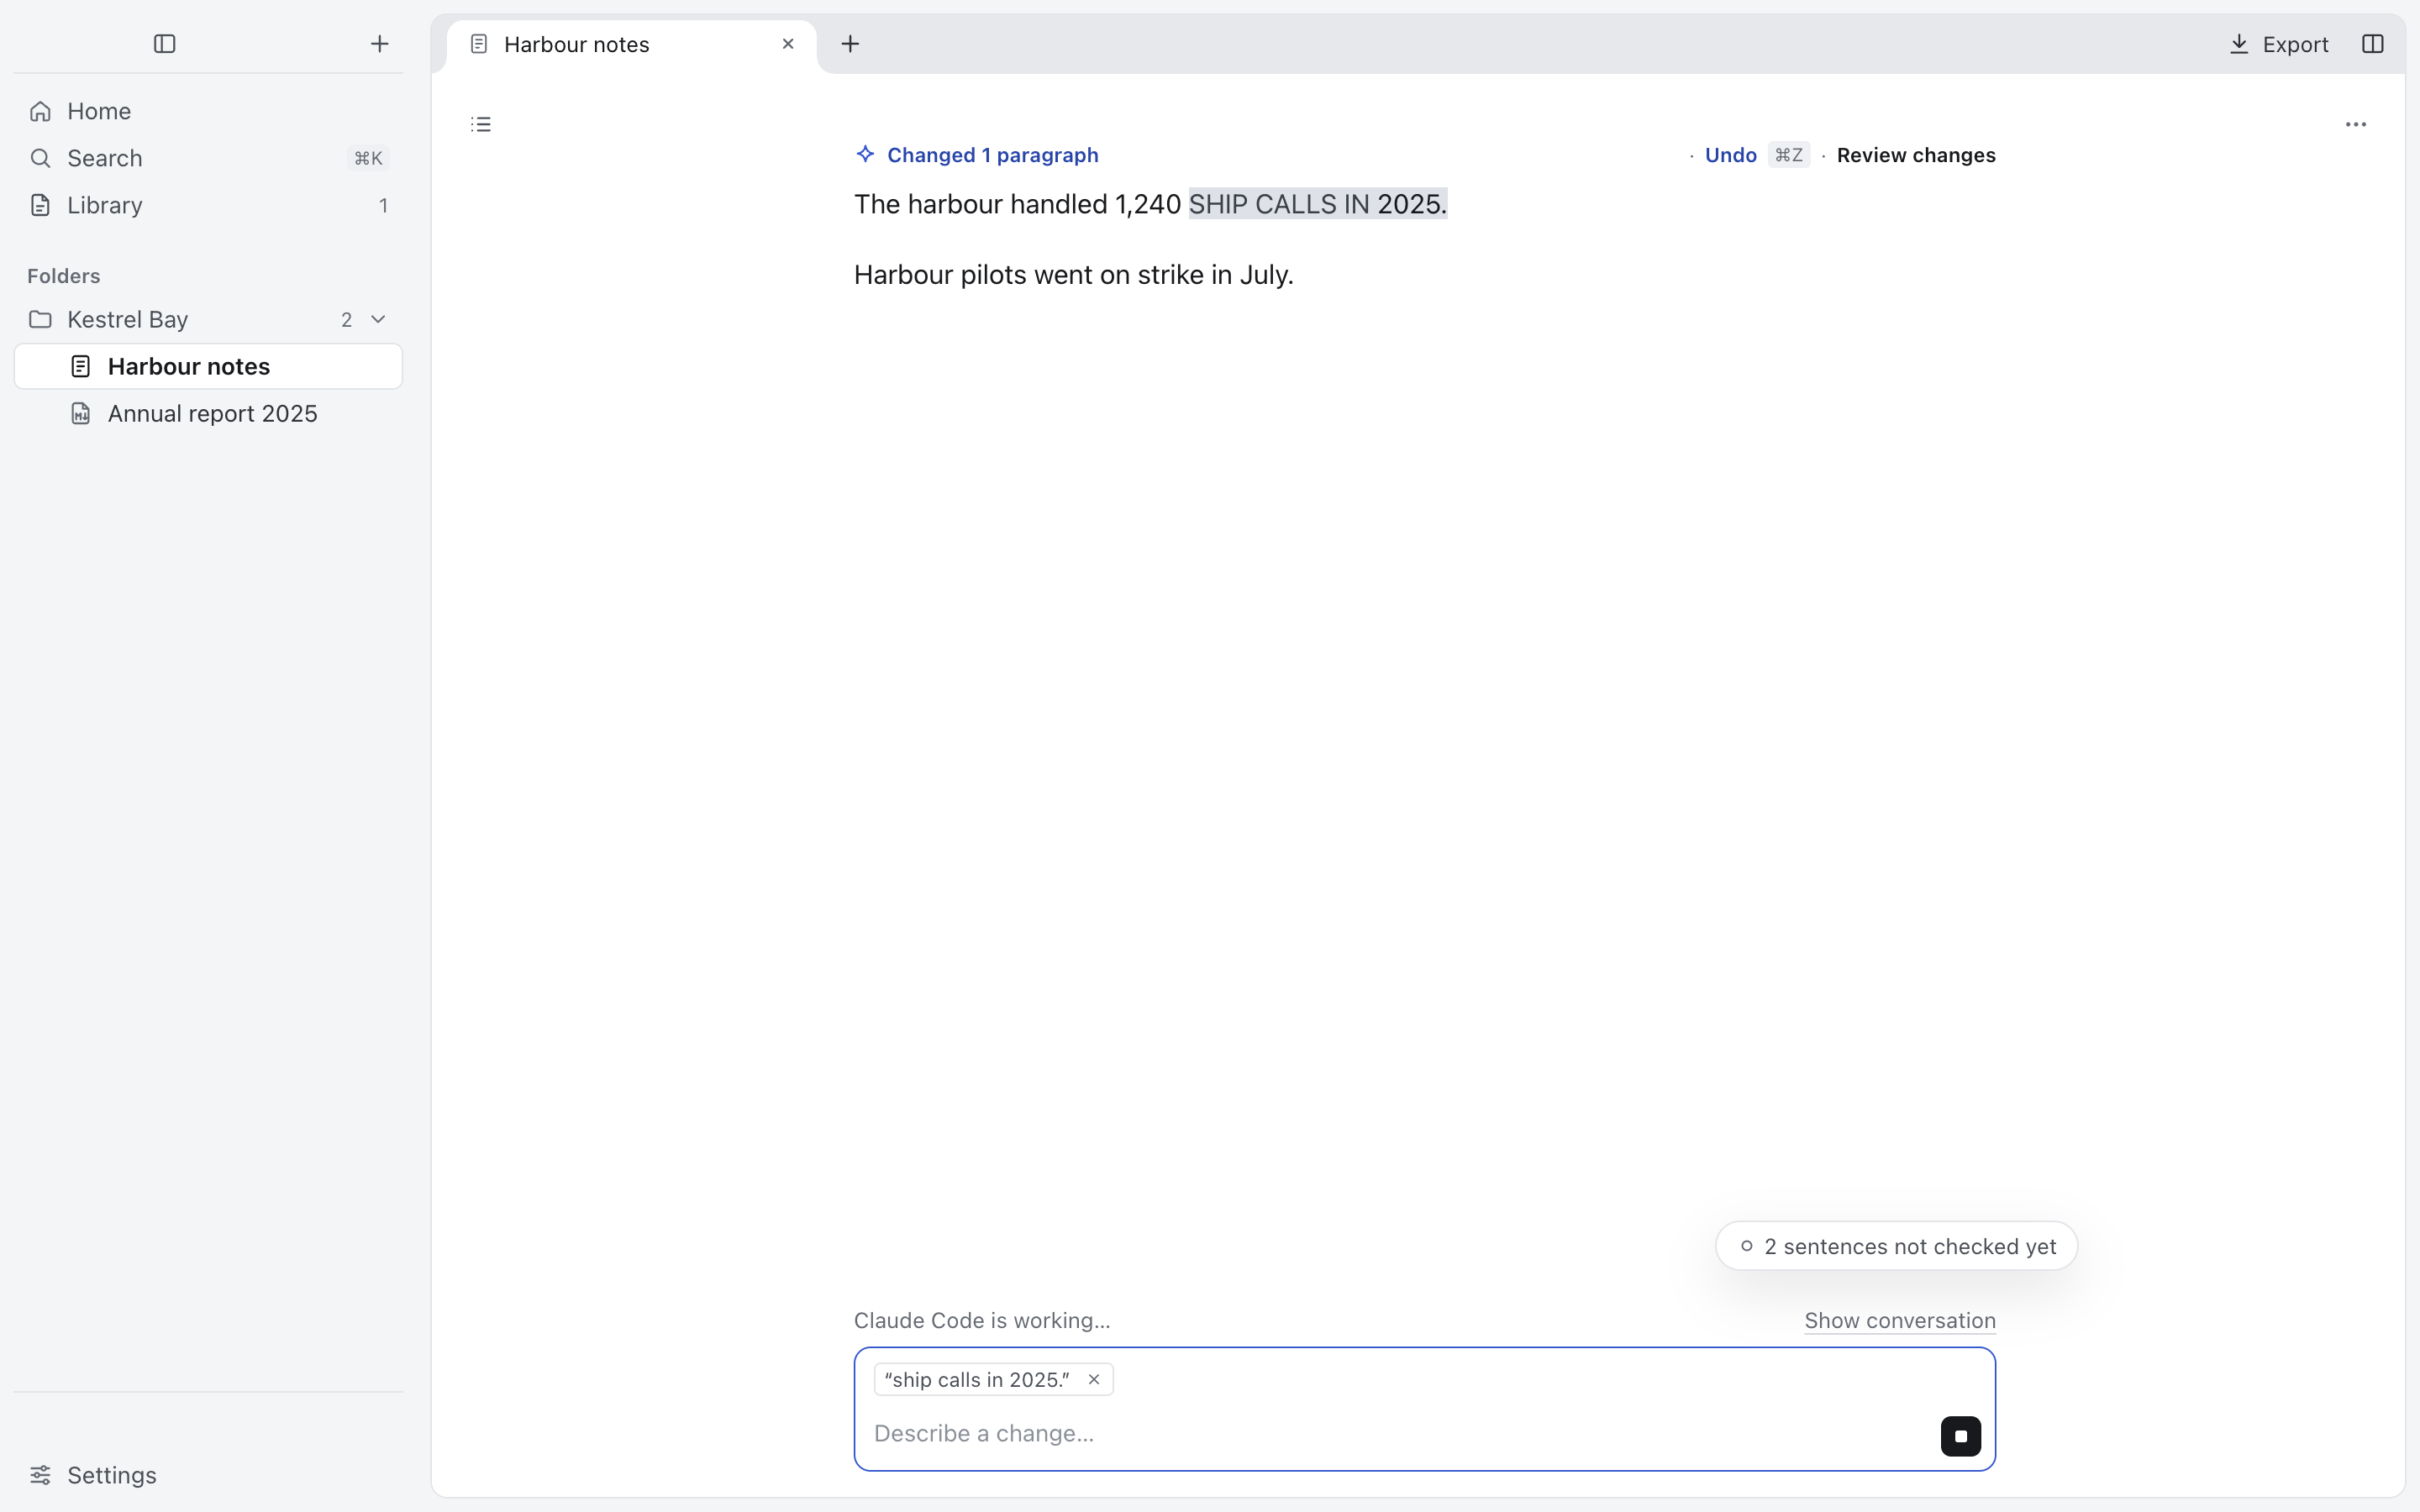 Harbour notes
Export
Home
Search ⌘K
Library 1
Folders
Kestrel Bay 2
Harbour notes
Annual report 2025
Settings
Changed 1 paragraph · Undo ⌘Z · Review changes
The harbour handled 1,240 SHIP CALLS IN 2025.
Harbour pilots went on strike in July.
2 sentences not checked yet
Claude Code is working... Show conversation
“ship calls in 2025.”
Describe a change...